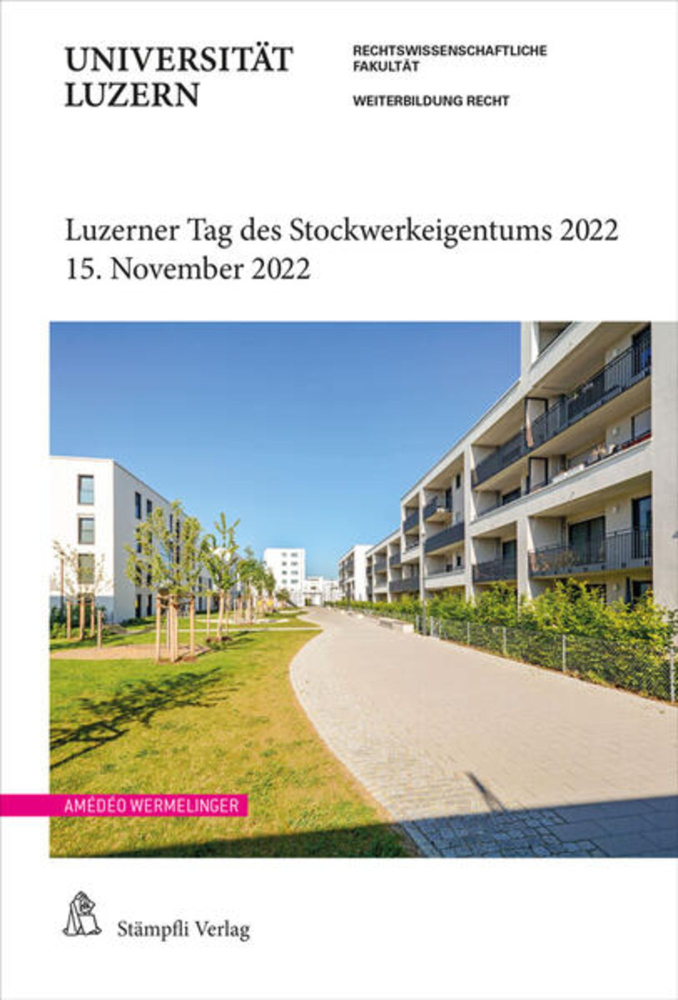 UNIVERSITÄT
LUZERN
RECHTSWISSENSCHAFTLICHE
FAKULTÄT
WEITERBILDUNG RECHT
Luzerner Tag des Stockwerkeigentums 2022
15. November 2022
AMÉDÉO WERMELINGER
Stämpfli Verlag